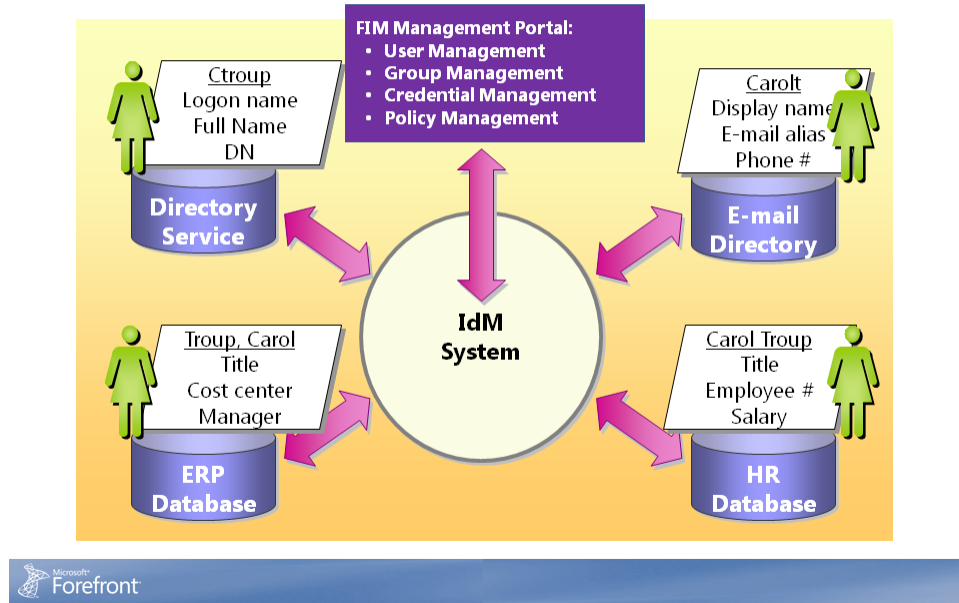 FIM Management Portal:
• User Management
• Group Management
• Credential Management
• Policy Management
Ctroup
Logon name
Full Name
DN
Directory
Service
Carolt
Display name
E-mail alias
Phone #
E-mail
Directory
IdM
System
Troup, Carol
Title
Cost center
Manager
ERP
Database
Carol Troup
Title
Employee #
Salary
HR
Database
Microsoft®
Forefront™